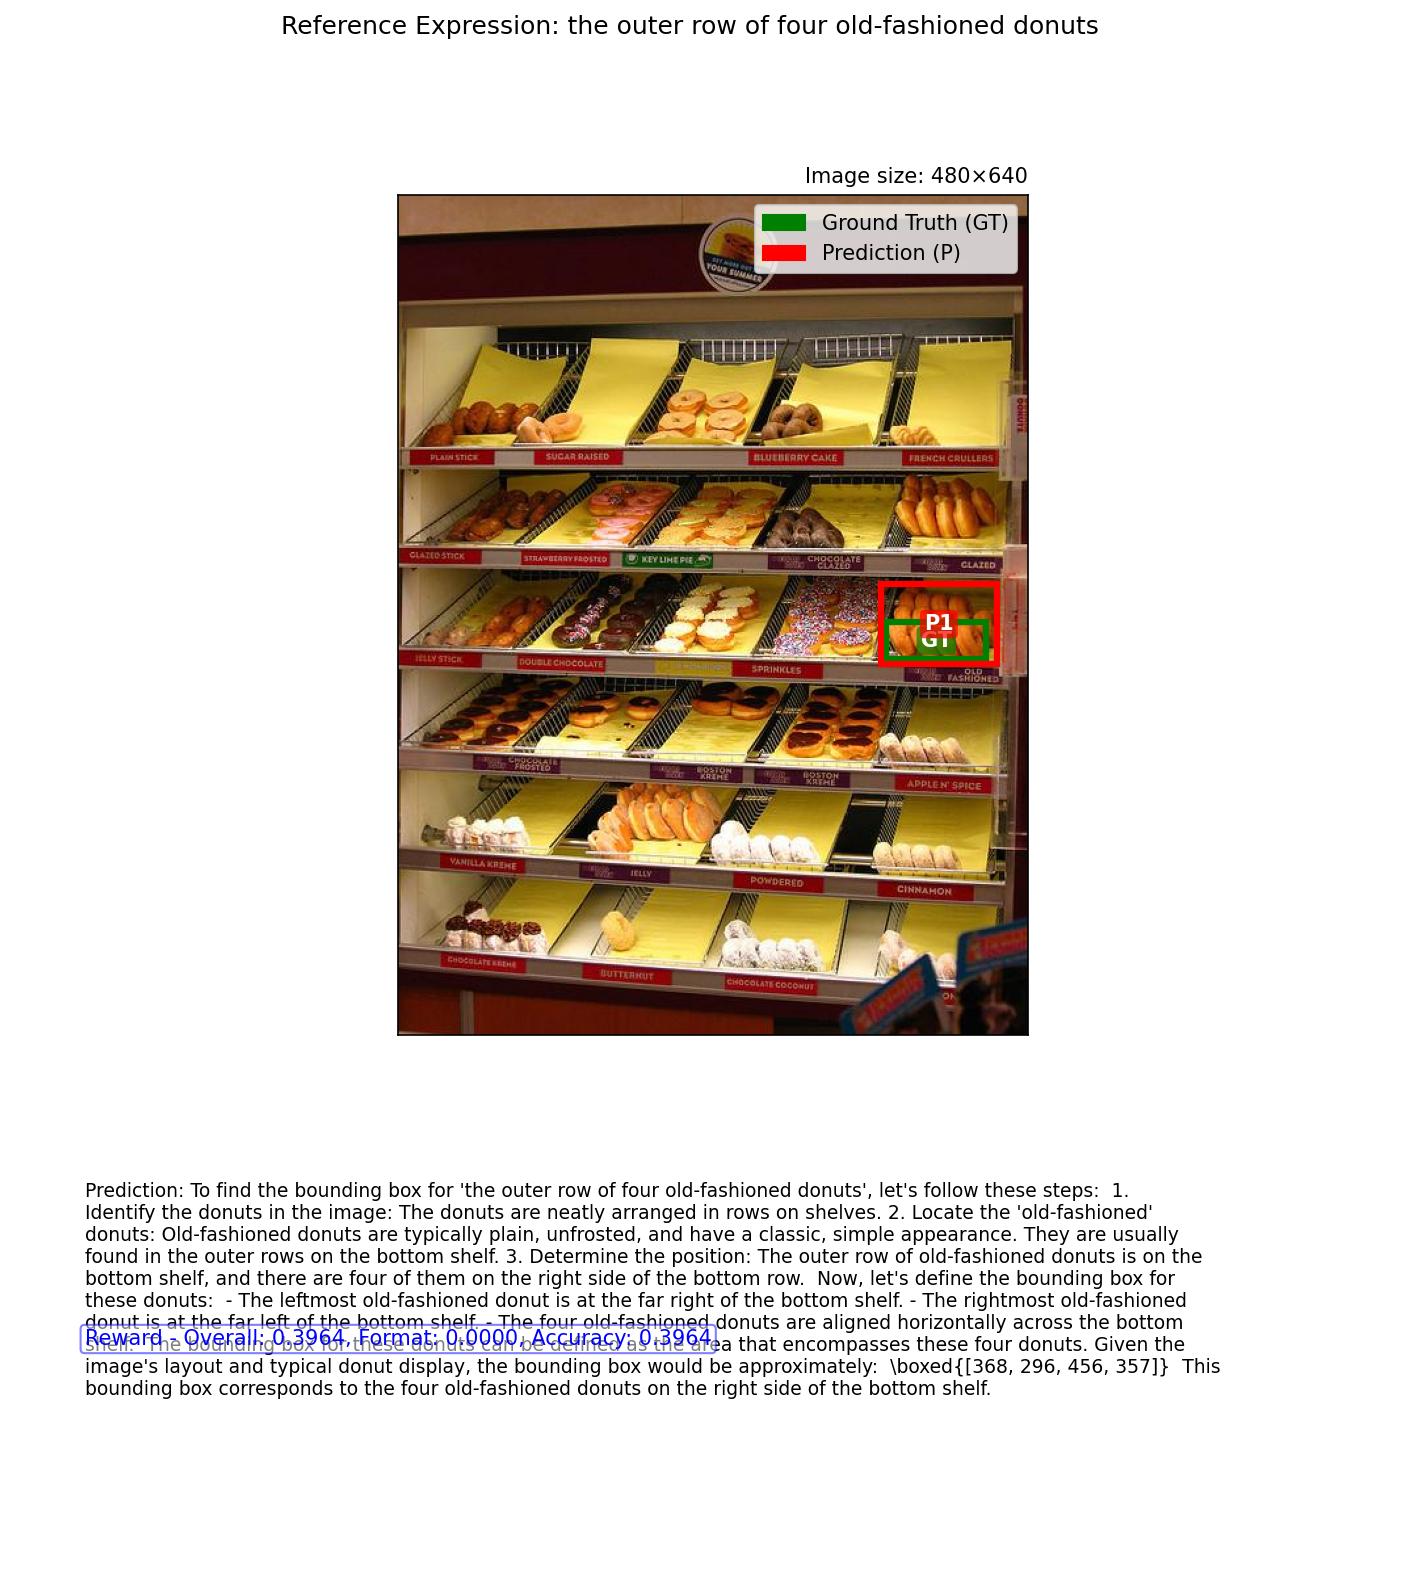 Reference Expression: the outer row of four old-fashioned donuts
Image size: 480×640
Ground Truth (GT)
Prediction (P)
YOUR SUMMER
DONUTS
PLAIN STICK
SUGAR RAISED
BLUEBERRY CAKE
FRENCH CRULLERS
GLAZED STICK
STRAWBERRY FROSTED
KEY LIME PIE
CHOCOLATE
GLAZED
GLAZED
P1
GT
JELLY STICK
DOUBLE CHOCOLATE
SPRINKLES
OLD
FASHIONED
CHOCOLATE
FROSTED
BOSTON
KREME
BOSTON
KREME
APPLE N' SPICE
VANILLA KREME
JELLY
POWDERED
CINNAMON
CHOCOLATE KREME
BUTTERNUT
CHOCOLATE COCONUT
Prediction: To find the bounding box for 'the outer row of four old-fashioned donuts', let's follow these steps:  1.
Identify the donuts in the image: The donuts are neatly arranged in rows on shelves. 2. Locate the 'old-fashioned'
donuts: Old-fashioned donuts are typically plain, unfrosted, and have a classic, simple appearance. They are usually
found in the outer rows on the bottom shelf. 3. Determine the position: The outer row of old-fashioned donuts is on the
bottom shelf, and there are four of them on the right side of the bottom row.  Now, let's define the bounding box for
these donuts:  - The leftmost old-fashioned donut is at the far right of the bottom shelf. - The rightmost old-fashioned
donut is at the far left of the bottom shelf. - The four old-fashioned donuts are aligned horizontally across the bottom
Reward - Overall: 0.3964, Format: 0.0000, Accuracy: 0.3964
shelf.  The bounding box for these donuts can be defined as the area that encompasses these four donuts. Given the
image's layout and typical donut display, the bounding box would be approximately:  \boxed{[368, 296, 456, 357]}  This
bounding box corresponds to the four old-fashioned donuts on the right side of the bottom shelf.